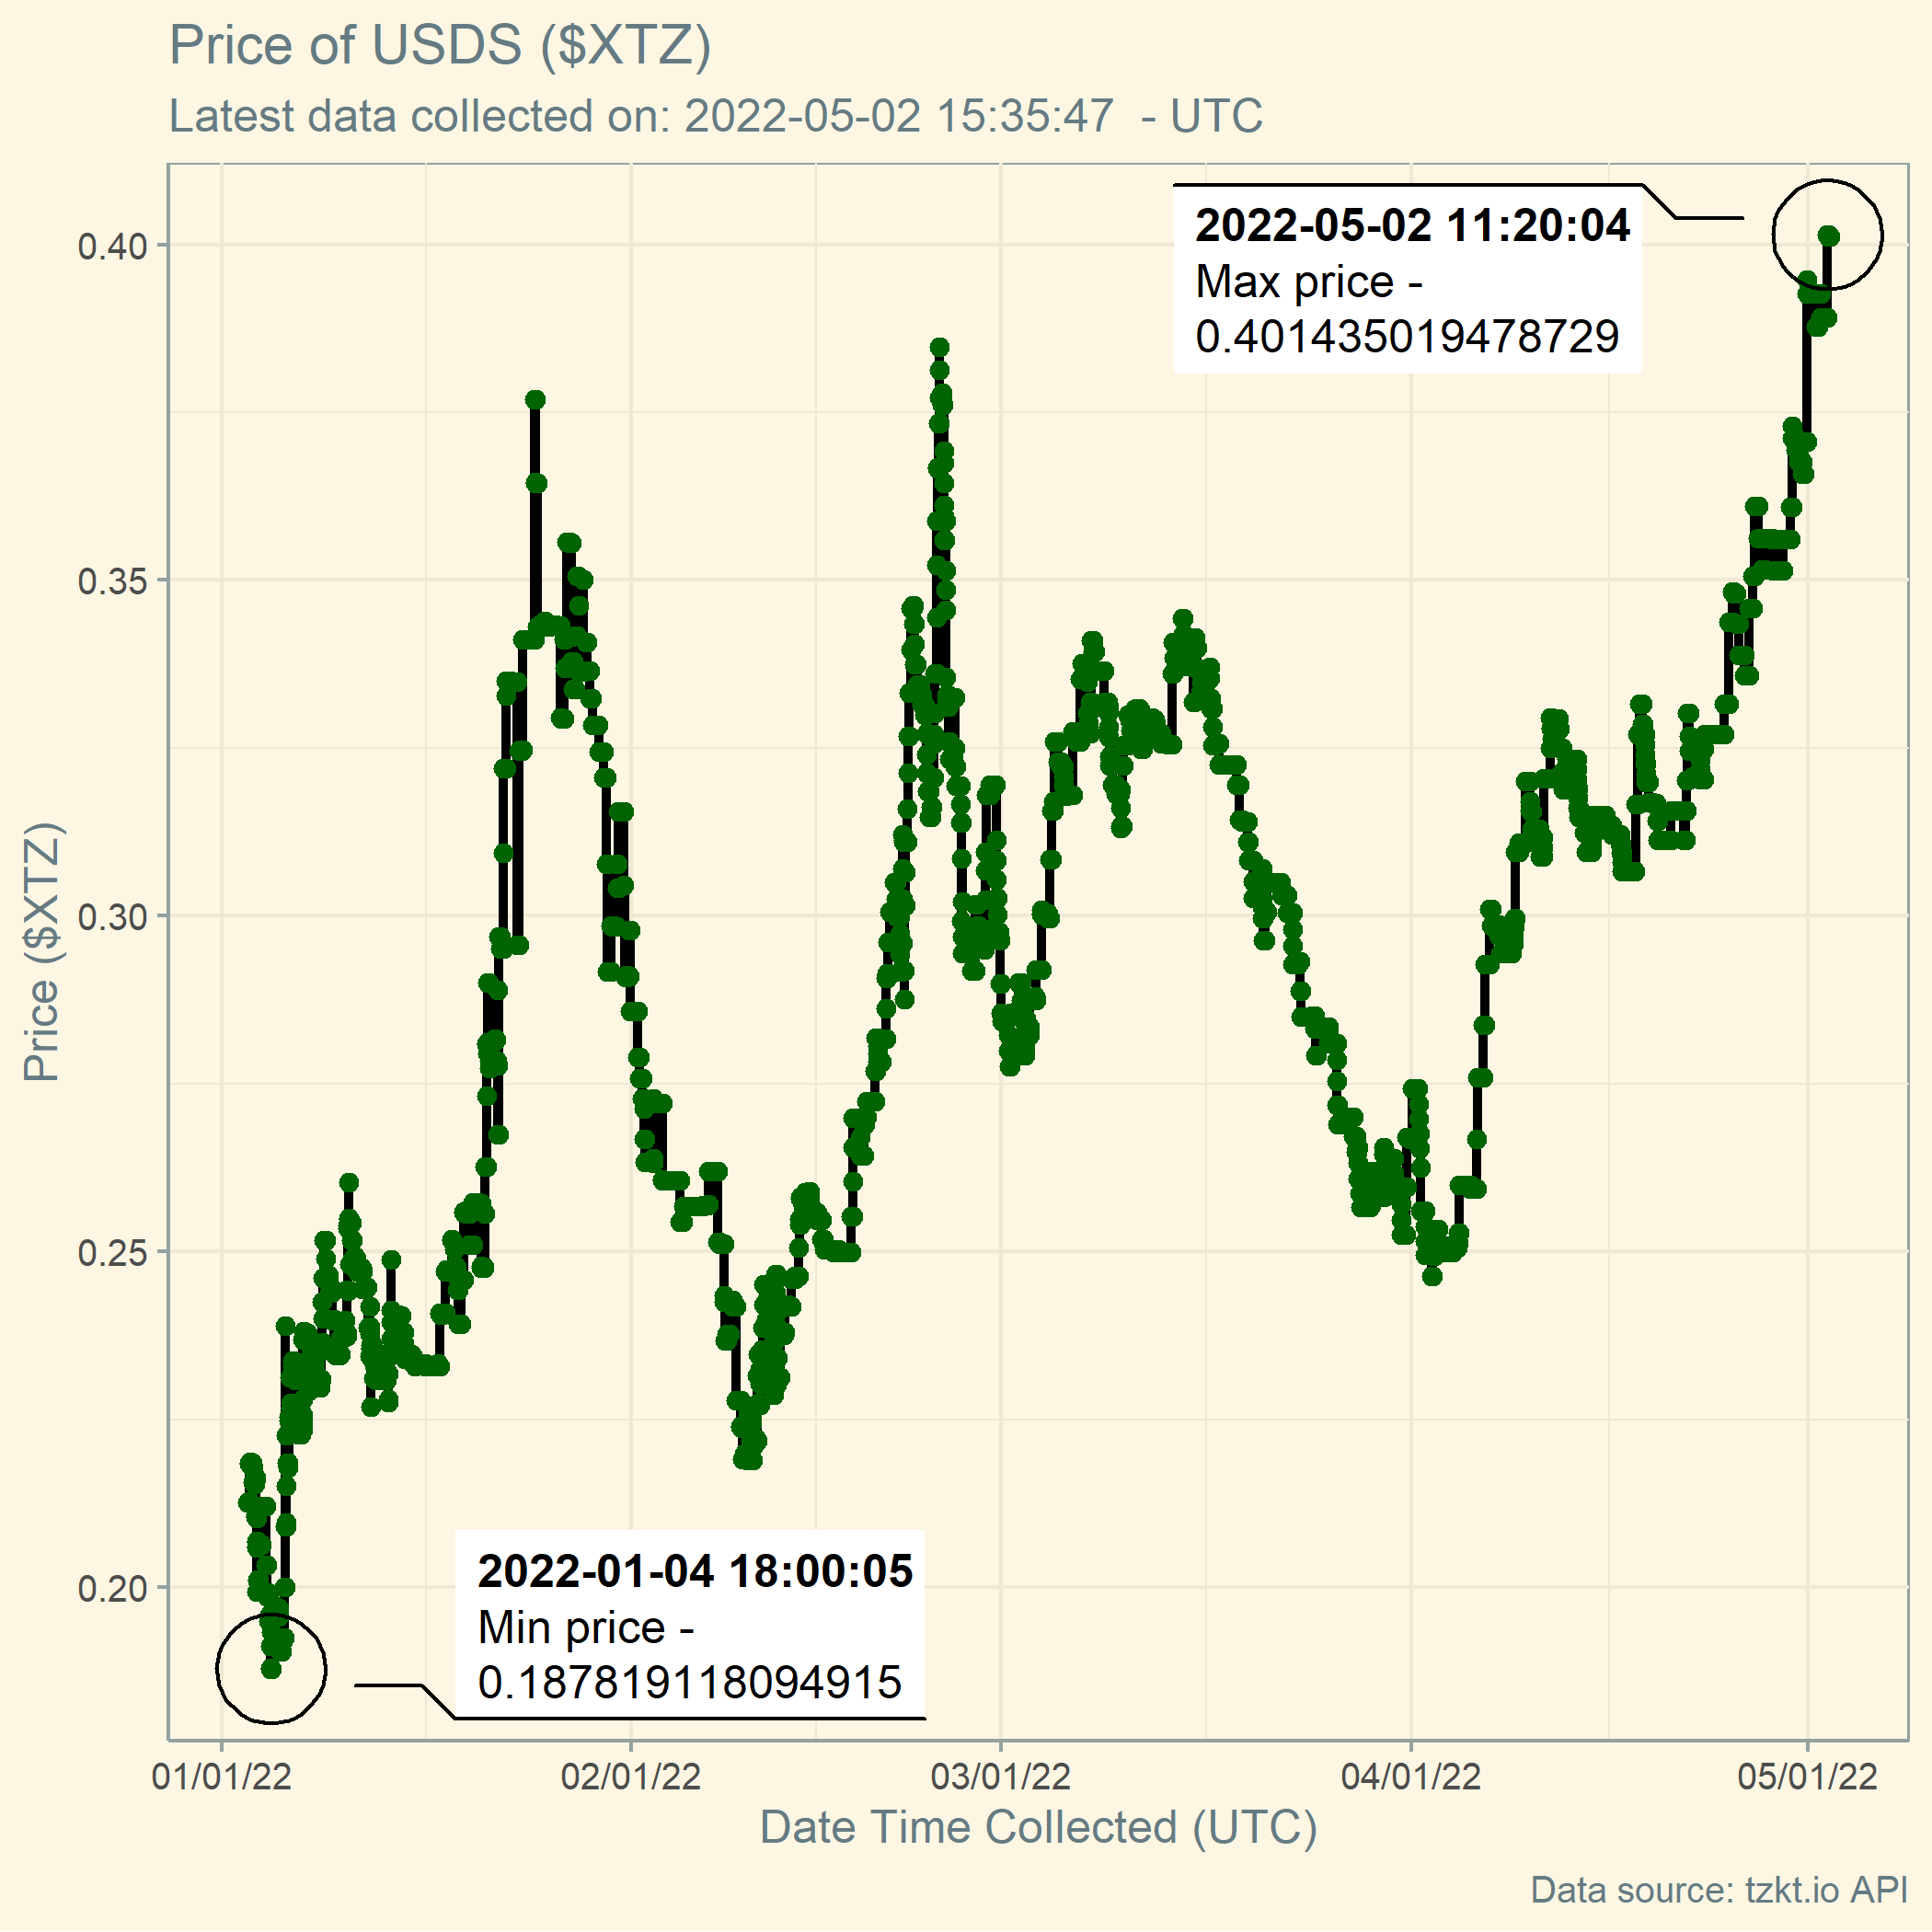 Price of USDS ($XTZ)
Latest data collected on: 2022-05-02 15:35:47  - UTC
2022-05-02 11:20:04
Max price -
0.401435019478729
0.40
0.35
0.30
0.25
0.20
Price ($XTZ)
2022-01-04 18:00:05
Min price -
0.187819118094915
01/01/22 02/01/22 03/01/22 04/01/22 05/01/22
Date Time Collected (UTC)
Data source: tzkt.io API